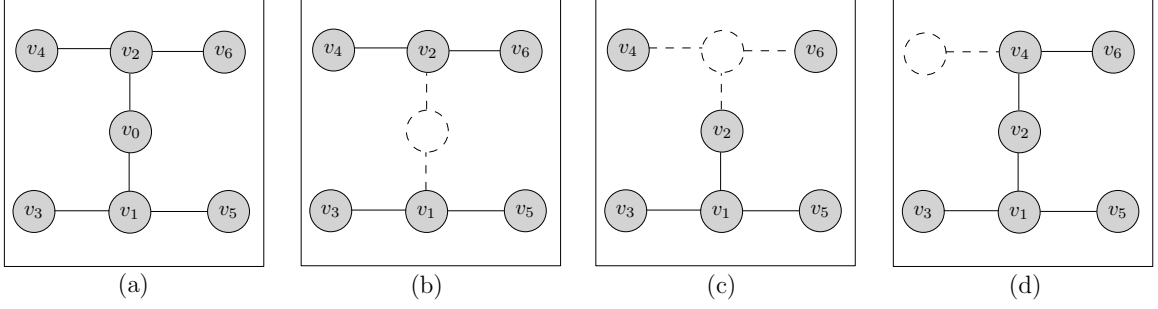 v₄ v₂ v₆ v₄ v₂ v₆ v₄ v₆ v₄ v₆
v₀ v₂ v₂
v₃ v₁ v₅ v₃ v₁ v₅ v₃ v₁ v₅ v₃ v₁ v₅
(a) (b) (c) (d)